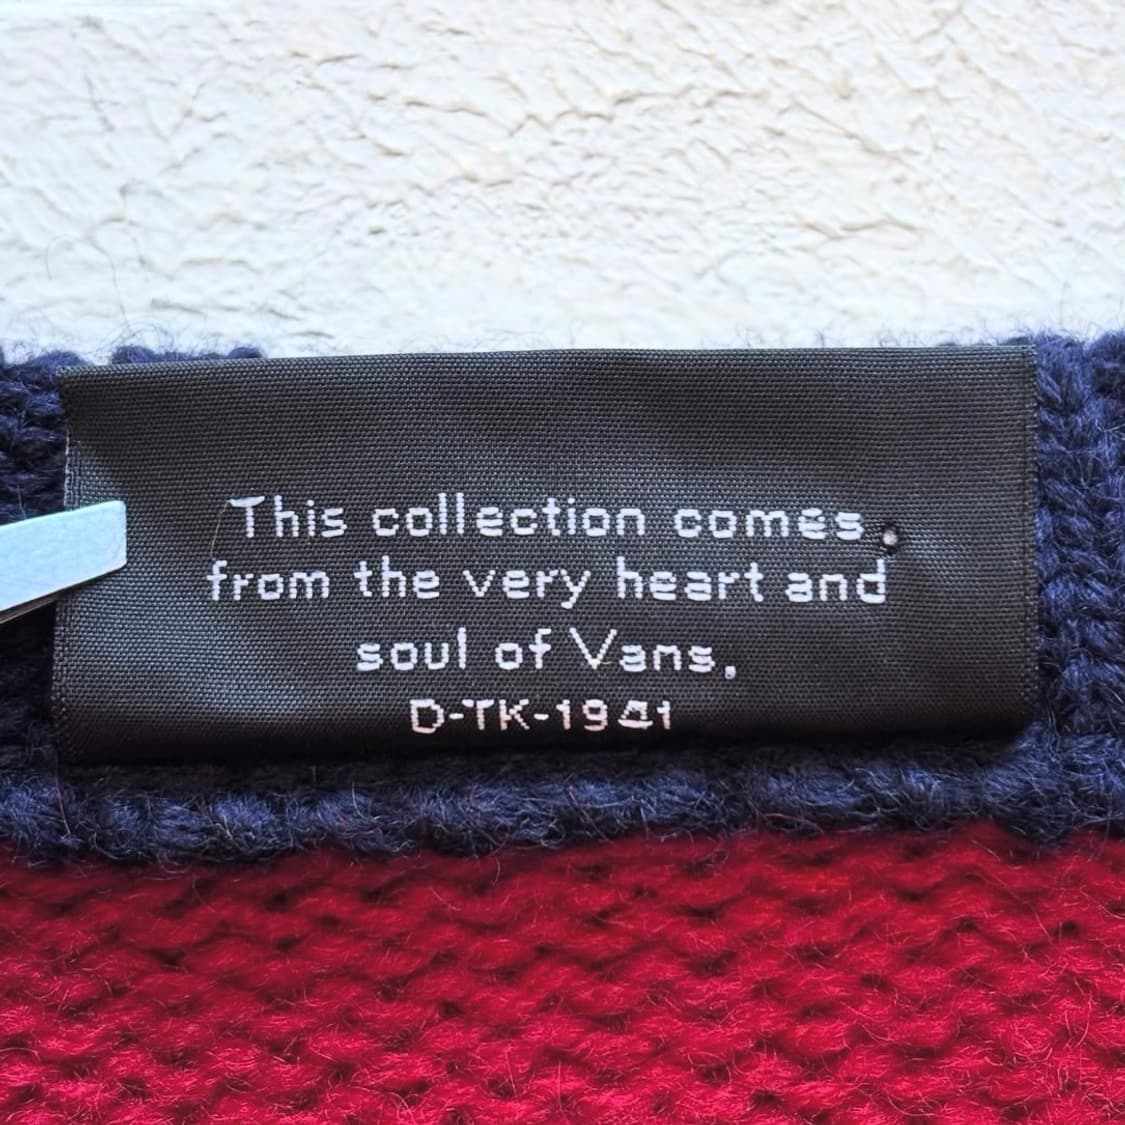 This collection comes
from the very heart and
soul of Vans.
D-TK-1941